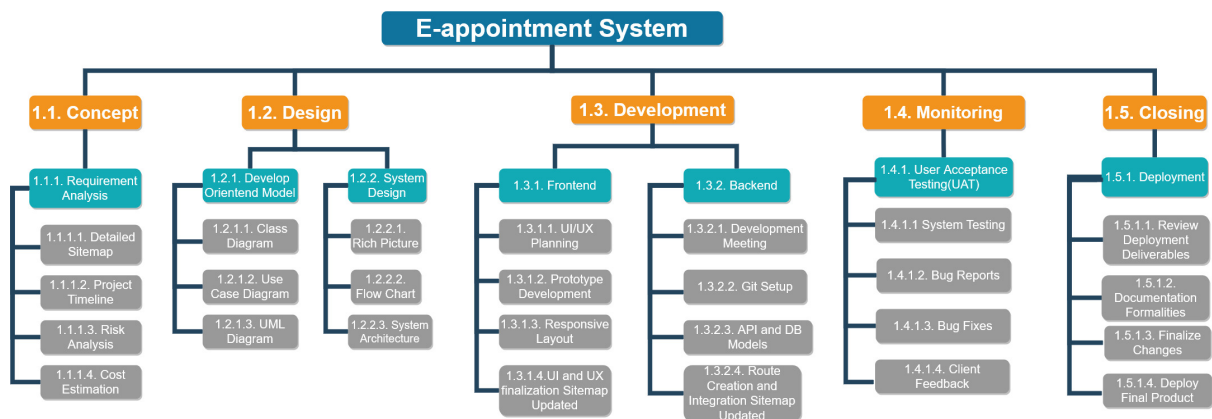 E-appointment System
1.1. Concept
1.2. Design
1.3. Development
1.4. Monitoring
1.5. Closing
1.1.1. Requirement
Analysis
1.1.1.1. Detailed
Sitemap
1.1.1.2. Project
Timeline
1.1.1.3. Risk
Analysis
1.1.1.4. Cost
Estimation
1.2.1. Develop
Orientend Model
1.2.1.1. Class
Diagram
1.2.1.2. Use
Case Diagram
1.2.1.3. UML
Diagram
1.2.2. System
Design
1.2.2.1.
Rich Picture
1.2.2.2.
Flow Chart
1.2.2.3. System
Architecture
1.3.1. Frontend
1.3.1.1. UI/UX
Planning
1.3.1.2. Prototype
Development
1.3.1.3. Responsive
Layout
1.3.1.4.UI and UX
finalization Sitemap
Updated
1.3.2. Backend
1.3.2.1. Development
Meeting
1.3.2.2. Git Setup
1.3.2.3. API and DB
Models
1.3.2.4. Route
Creation and
Integration Sitemap
Updated
1.4.1. User Acceptance
Testing(UAT)
1.4.1.1 System Testing
1.4.1.2. Bug Reports
1.4.1.3. Bug Fixes
1.4.1.4. Client
Feedback
1.5.1. Deployment
1.5.1.1. Review
Deployment
Deliverables
1.5.1.2.
Documentation
Formalities
1.5.1.3. Finalize
Changes
1.5.1.4. Deploy
Final Product